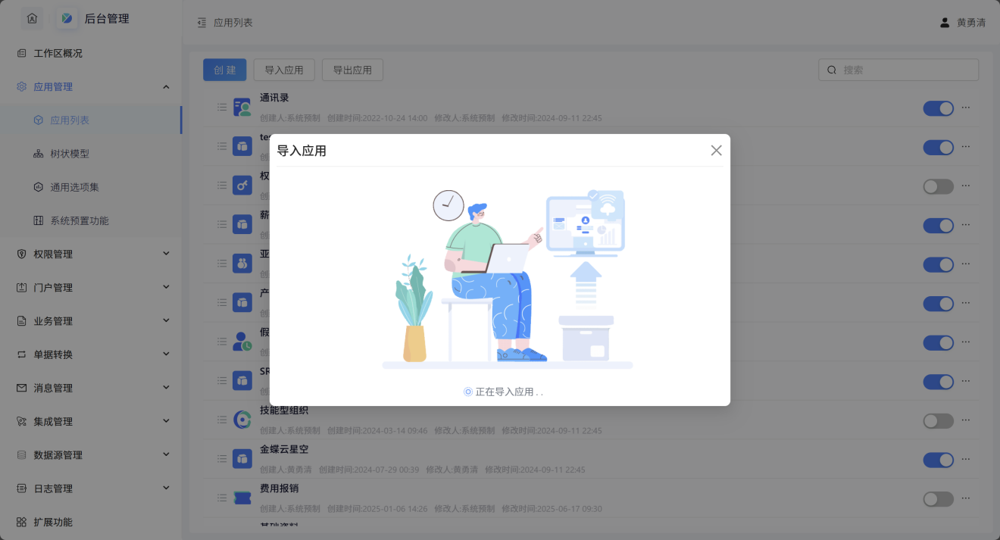 后台管理
应用列表
黄勇清
工作区概况
应用管理
应用列表
树状模型
通用选项集
系统预置功能
权限管理
门户管理
业务管理
单据转换
消息管理
集成管理
数据源管理
日志管理
扩展功能
创 建
导入应用
导出应用
搜索
通讯录
创建人:系统预制 创建时间:2022-10-24 14:00 修改人:系统预制 修改时间:2024-09-11 22:45
创
权
创
薪
创
亚
创
产
创
假
创
SR
创
导入应用
正在导入应用 . .
技能型组织
创建人:系统预制 创建时间:2024-03-14 09:46 修改人:系统预制 修改时间:2024-09-11 22:45
金蝶云星空
创建人:黄勇清 创建时间:2024-07-29 00:39 修改人:黄勇清 修改时间:2024-09-11 22:45
费用报销
创建人:系统预制 创建时间:2025-01-06 14:26 修改人:系统预制 修改时间:2025-06-17 09:30
基础资料